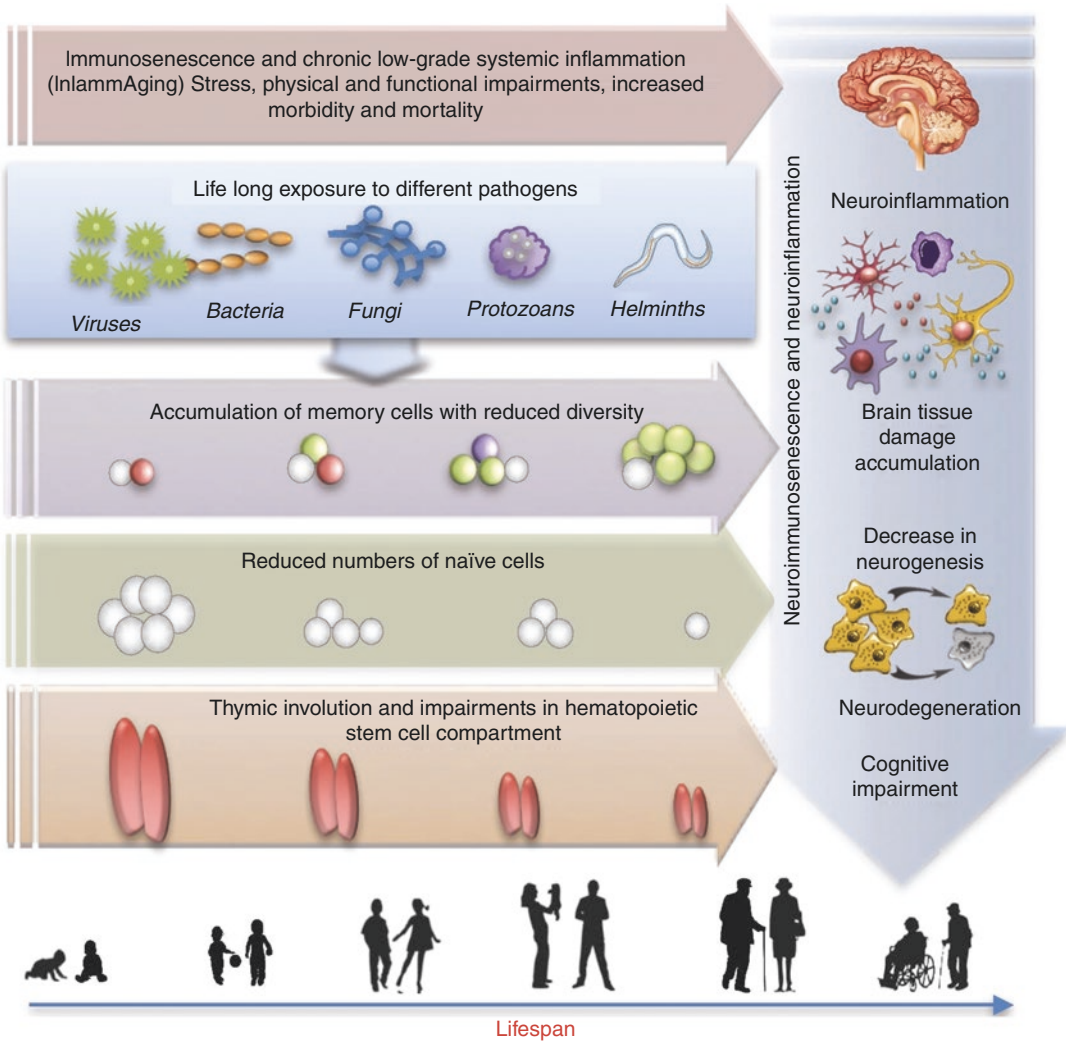 Immunosenescence and chronic low-grade systemic inflammation
(InlammAging) Stress, physical and functional impairments, increased
morbidity and mortality
Life long exposure to different pathogens
Viruses
Bacteria
Fungi
Protozoans
Helminths
Accumulation of memory cells with reduced diversity
Reduced numbers of naïve cells
Thymic involution and impairments in hematopoietic
stem cell compartment
Neuroimmunosenescence and neuroinflammation
Neuroinflammation
Brain tissue
damage
accumulation
Decrease in
neurogenesis
Neurodegeneration
Cognitive
impairment
Lifespan